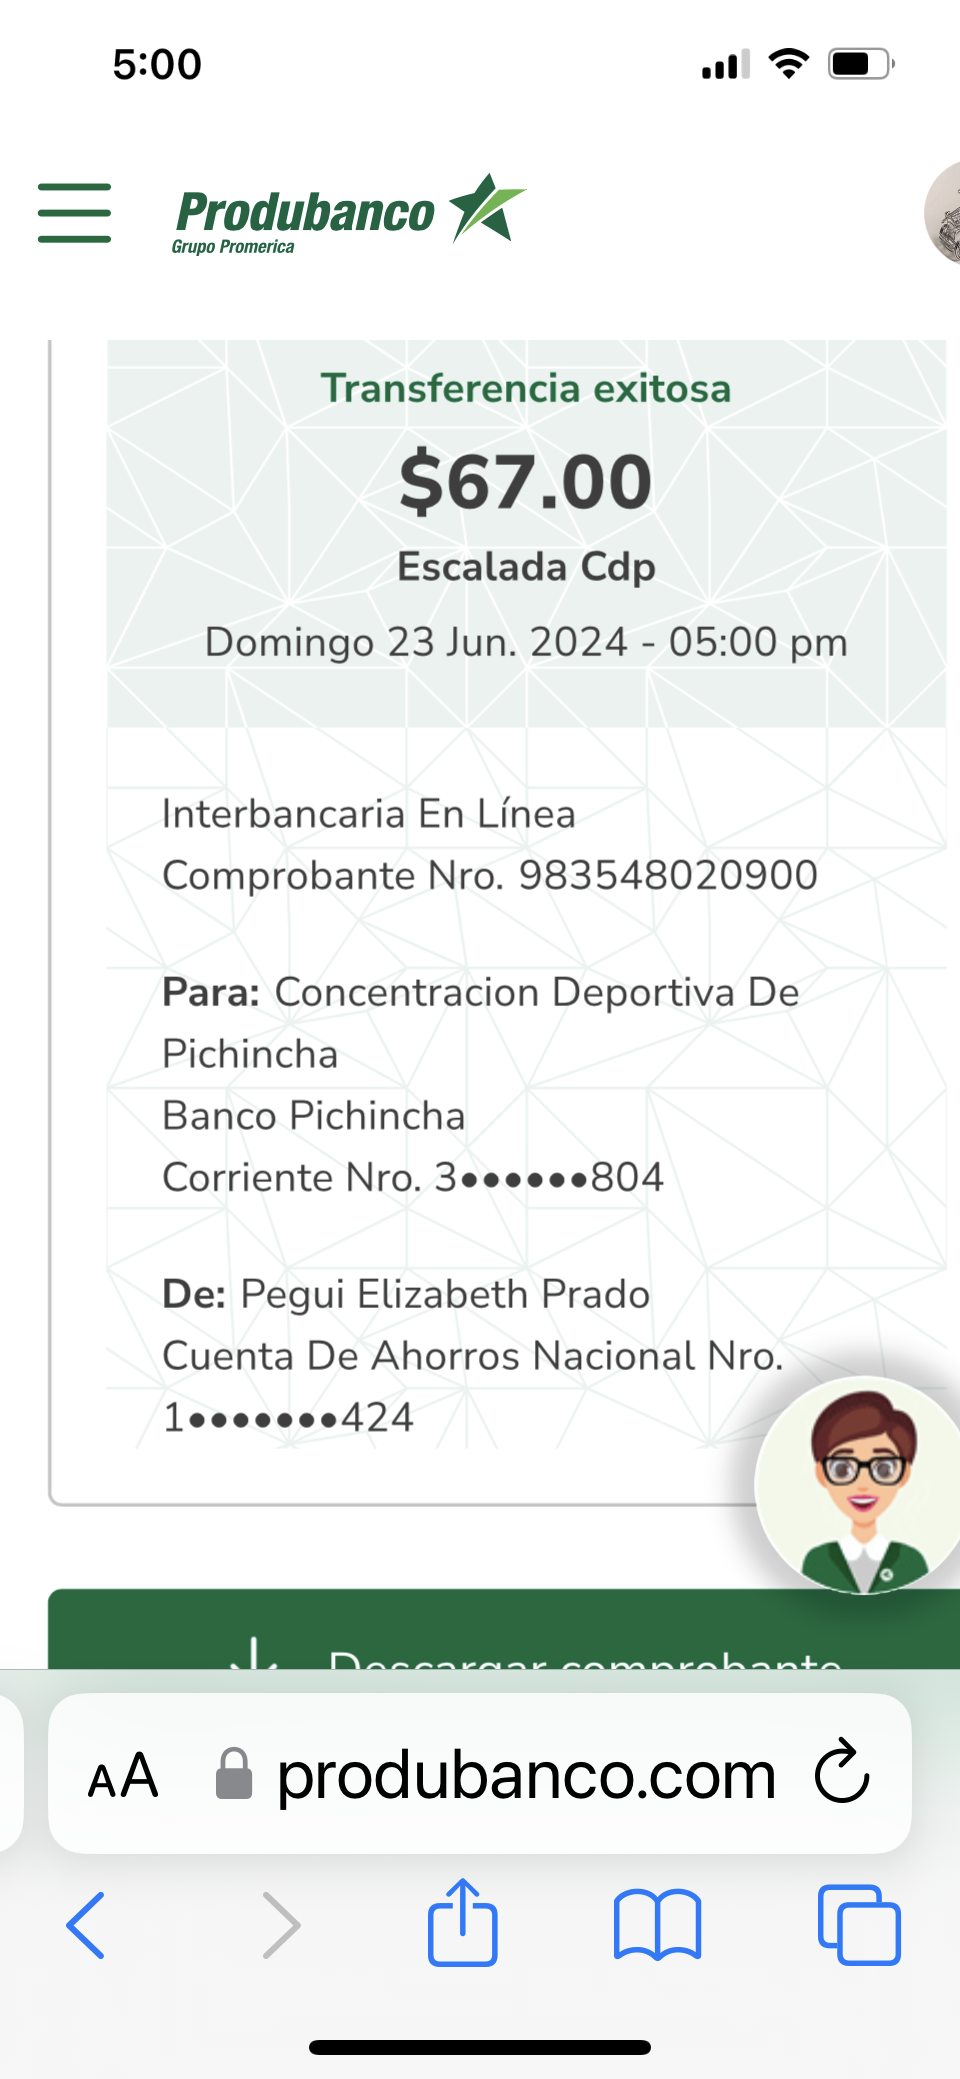 5:00
Produbanco
Grupo Promerica
Transferencia exitosa
$67.00
Escalada Cdp
Domingo 23 Jun. 2024 - 05:00 pm
Interbancaria En Línea
Comprobante Nro. 983548020900
Para: Concentracion Deportiva De
Pichincha
Banco Pichincha
Corriente Nro. 3●●●●●●804
De: Pegui Elizabeth Prado
Cuenta De Ahorros Nacional Nro.
1●●●●●●●424
Descargar comprobante
AA produbanco.com